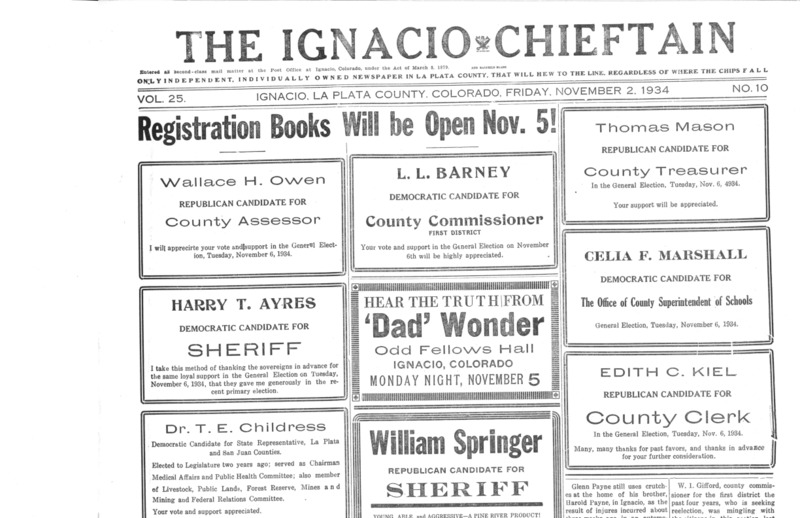 THE IGNACIO CHIEFTAIN
Entered as second-class mail matter at the Post Office at Ignacio, Colorado, under the Act of March 3, 1879.
ONLY INDEPENDENT, INDIVIDUALLY OWNED NEWSPAPER IN LA PLATA COUNTY, THAT WILL HEW TO THE LINE, REGARDLESS OF WHERE THE CHIPS FALL
VOL. 25. IGNACIO, LA PLATA COUNTY, COLORADO, FRIDAY, NOVEMBER 2, 1934 NO. 10
Registration Books Will be Open Nov. 5!
Wallace H. Owen
REPUBLICAN CANDIDATE FOR
County Assessor
I will apprecirte your vote and support in the General Elect-
ion, Tuesday, November 6, 1934.
HARRY T. AYRES
DEMOCRATIC CANDIDATE FOR
SHERIFF
I take this method of thanking the sovereigns in advance for
the same loyal support in the General Election on Tuesday,
November 6, 1934, that they gave me generously in the re-
cent primary election.
Dr. T. E. Childress
Democratic Candidate for State Representative, La Plata
and San Juan Counties.
Elected to Legislature two years ago; served as Chairman
Medical Affairs and Public Health Committee; also member
of Livestock, Public Lands, Forest Reserve, Mines and
Mining and Federal Relations Committee.
Your vote and support appreciated.
L. L. BARNEY
DEMOCRATIC CANDIDATE FOR
County Commissioner
FIRST DISTRICT
Your vote and support in the General Election on November
6th will be highly appreciated.
HEAR THE TRUTH FROM
'Dad' Wonder
Odd Fellows Hall
IGNACIO, COLORADO
MONDAY NIGHT, NOVEMBER 5
William Springer
REPUBLICAN CANDIDATE FOR
SHERIFF
YOUNG, ABLE, and AGGRESSIVE—A PINE RIVER PRODUCT!
Thomas Mason
REPUBLICAN CANDIDATE FOR
County Treasurer
In the General Election, Tuesday, Nov. 6, 4934.
Your support will be appreciated.
CELIA F. MARSHALL
DEMOCRATIC CANDIDATE FOR
The Office of County Superintendent of Schools
General Election, Tuesday, November 6, 1934.
EDITH C. KIEL
REPUBLICAN CANDIDATE FOR
County Clerk
In the General Election, Tuesday, Nov. 6, 1934.
Many, many thanks for past favors, and thanks in advance
for your further consideration.
Glenn Payne still uses crutch-
es at the home of his brother,
Harold Payne, in Ignacio, as the
result of injures incurred about
W. I. Gifford, county commis-
sioner for the first district the
past four years, who is seeking
reelection, was mingling with